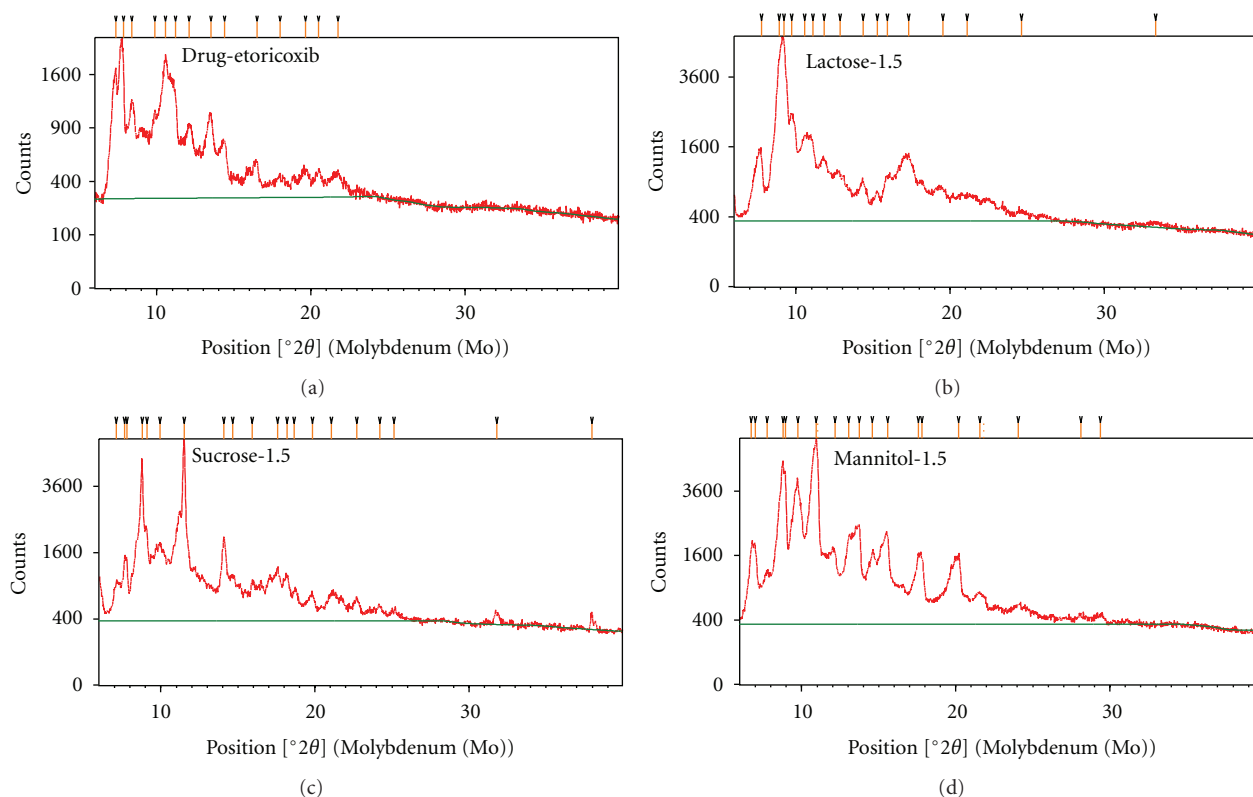 Drug-etoricoxib
1600
900
400
100
0
Counts
10
20
30
Position [°2θ] (Molybdenum (Mo))
(a)
Lactose-1.5
3600
1600
400
0
Counts
10
20
30
Position [°2θ] (Molybdenum (Mo))
(b)
Sucrose-1.5
3600
1600
400
0
Counts
10
20
30
Position [°2θ] (Molybdenum (Mo))
(c)
Mannitol-1.5
3600
1600
400
0
Counts
10
20
30
Position [°2θ] (Molybdenum (Mo))
(d)